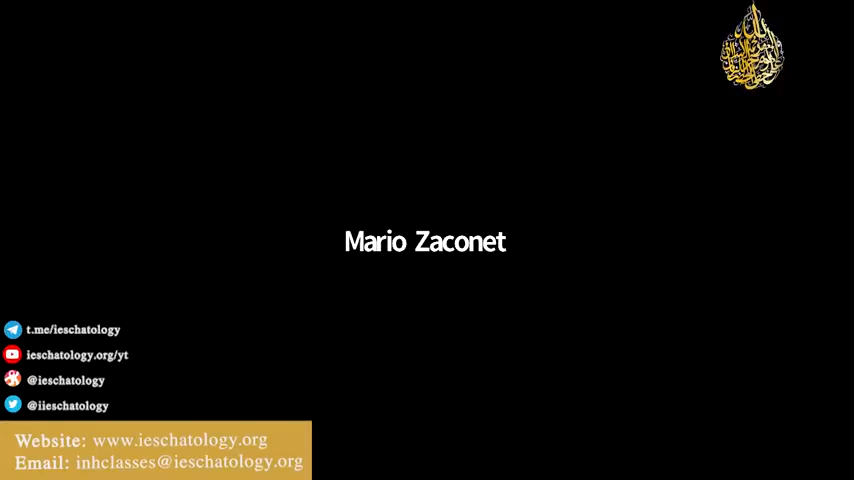 Mario Zaconet
t.me/ieschatology
ieschatology.org/yt
@ieschatology
@iieschatology
Website: www.ieschatology.org
Email: inhclasses@ieschatology.org